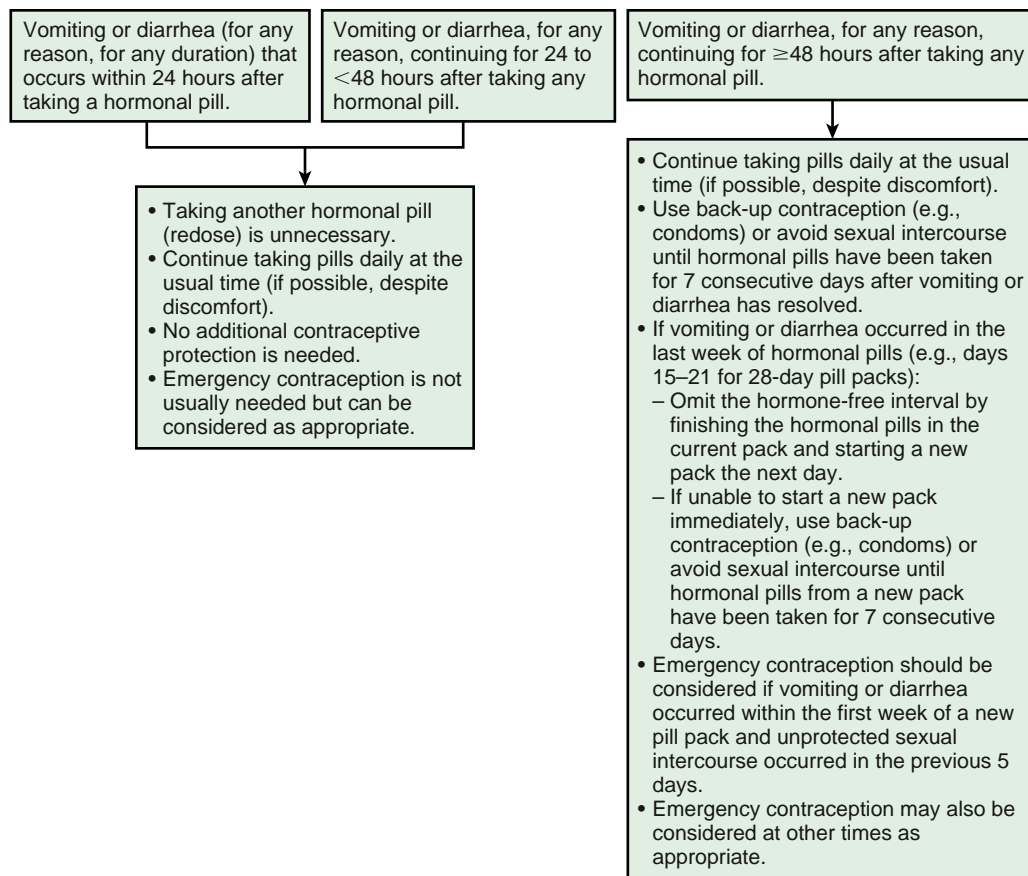 Vomiting or diarrhea (for any
reason, for any duration) that
occurs within 24 hours after
taking a hormonal pill.
Vomiting or diarrhea, for any
reason, continuing for 24 to
<48 hours after taking any
hormonal pill.
Vomiting or diarrhea, for any reason,
continuing for ≥48 hours after taking any
hormonal pill.
• Taking another hormonal pill
(redose) is unnecessary.
• Continue taking pills daily at the
usual time (if possible, despite
discomfort).
• No additional contraceptive
protection is needed.
• Emergency contraception is not
usually needed but can be
considered as appropriate.
• Continue taking pills daily at the usual
time (if possible, despite discomfort).
• Use back-up contraception (e.g.,
condoms) or avoid sexual intercourse
until hormonal pills have been taken
for 7 consecutive days after vomiting or
diarrhea has resolved.
• If vomiting or diarrhea occurred in the
last week of hormonal pills (e.g., days
15–21 for 28-day pill packs):
– Omit the hormone-free interval by
finishing the hormonal pills in the
current pack and starting a new
pack the next day.
– If unable to start a new pack
immediately, use back-up
contraception (e.g., condoms) or
avoid sexual intercourse until
hormonal pills from a new pack
have been taken for 7 consecutive
days.
• Emergency contraception should be
considered if vomiting or diarrhea
occurred within the first week of a new
pill pack and unprotected sexual
intercourse occurred in the previous 5
days.
• Emergency contraception may also be
considered at other times as
appropriate.